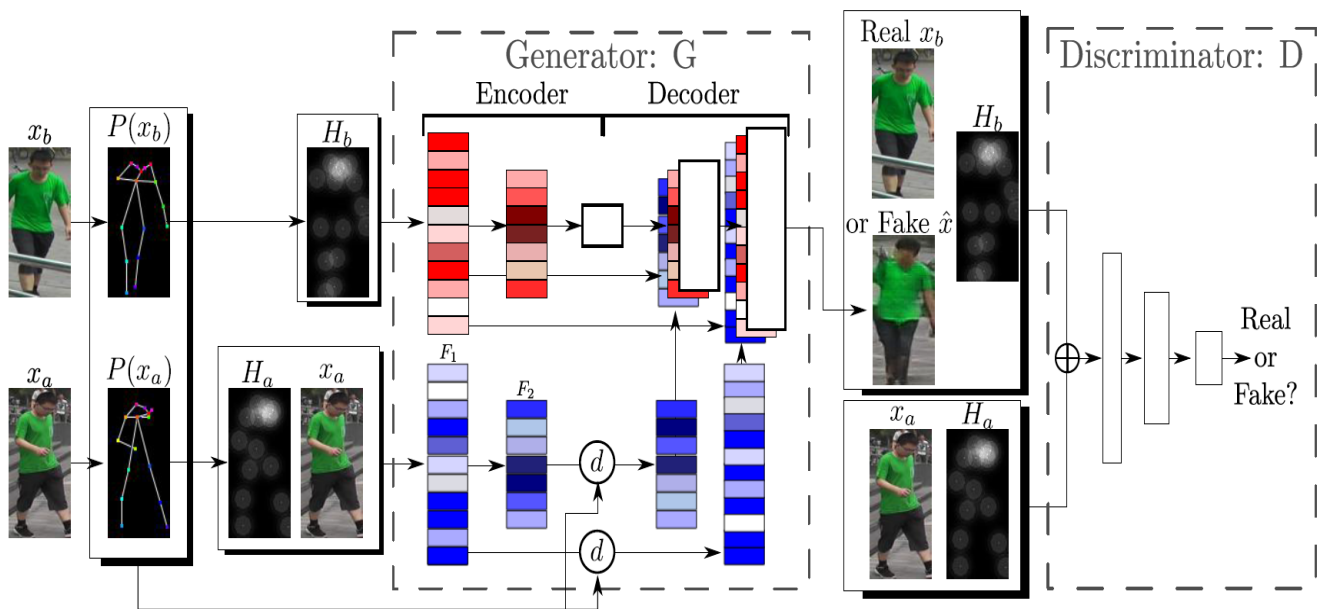 Generator: G
Encoder
Decoder
Discriminator: D
x_b
P(x_b)
H_b
x_a
P(x_a)
H_a
x_a
F_1
F_2
d
d
Real x_b
H_b
or Fake x̂
x_a
H_a
⊕
Real
or
Fake?